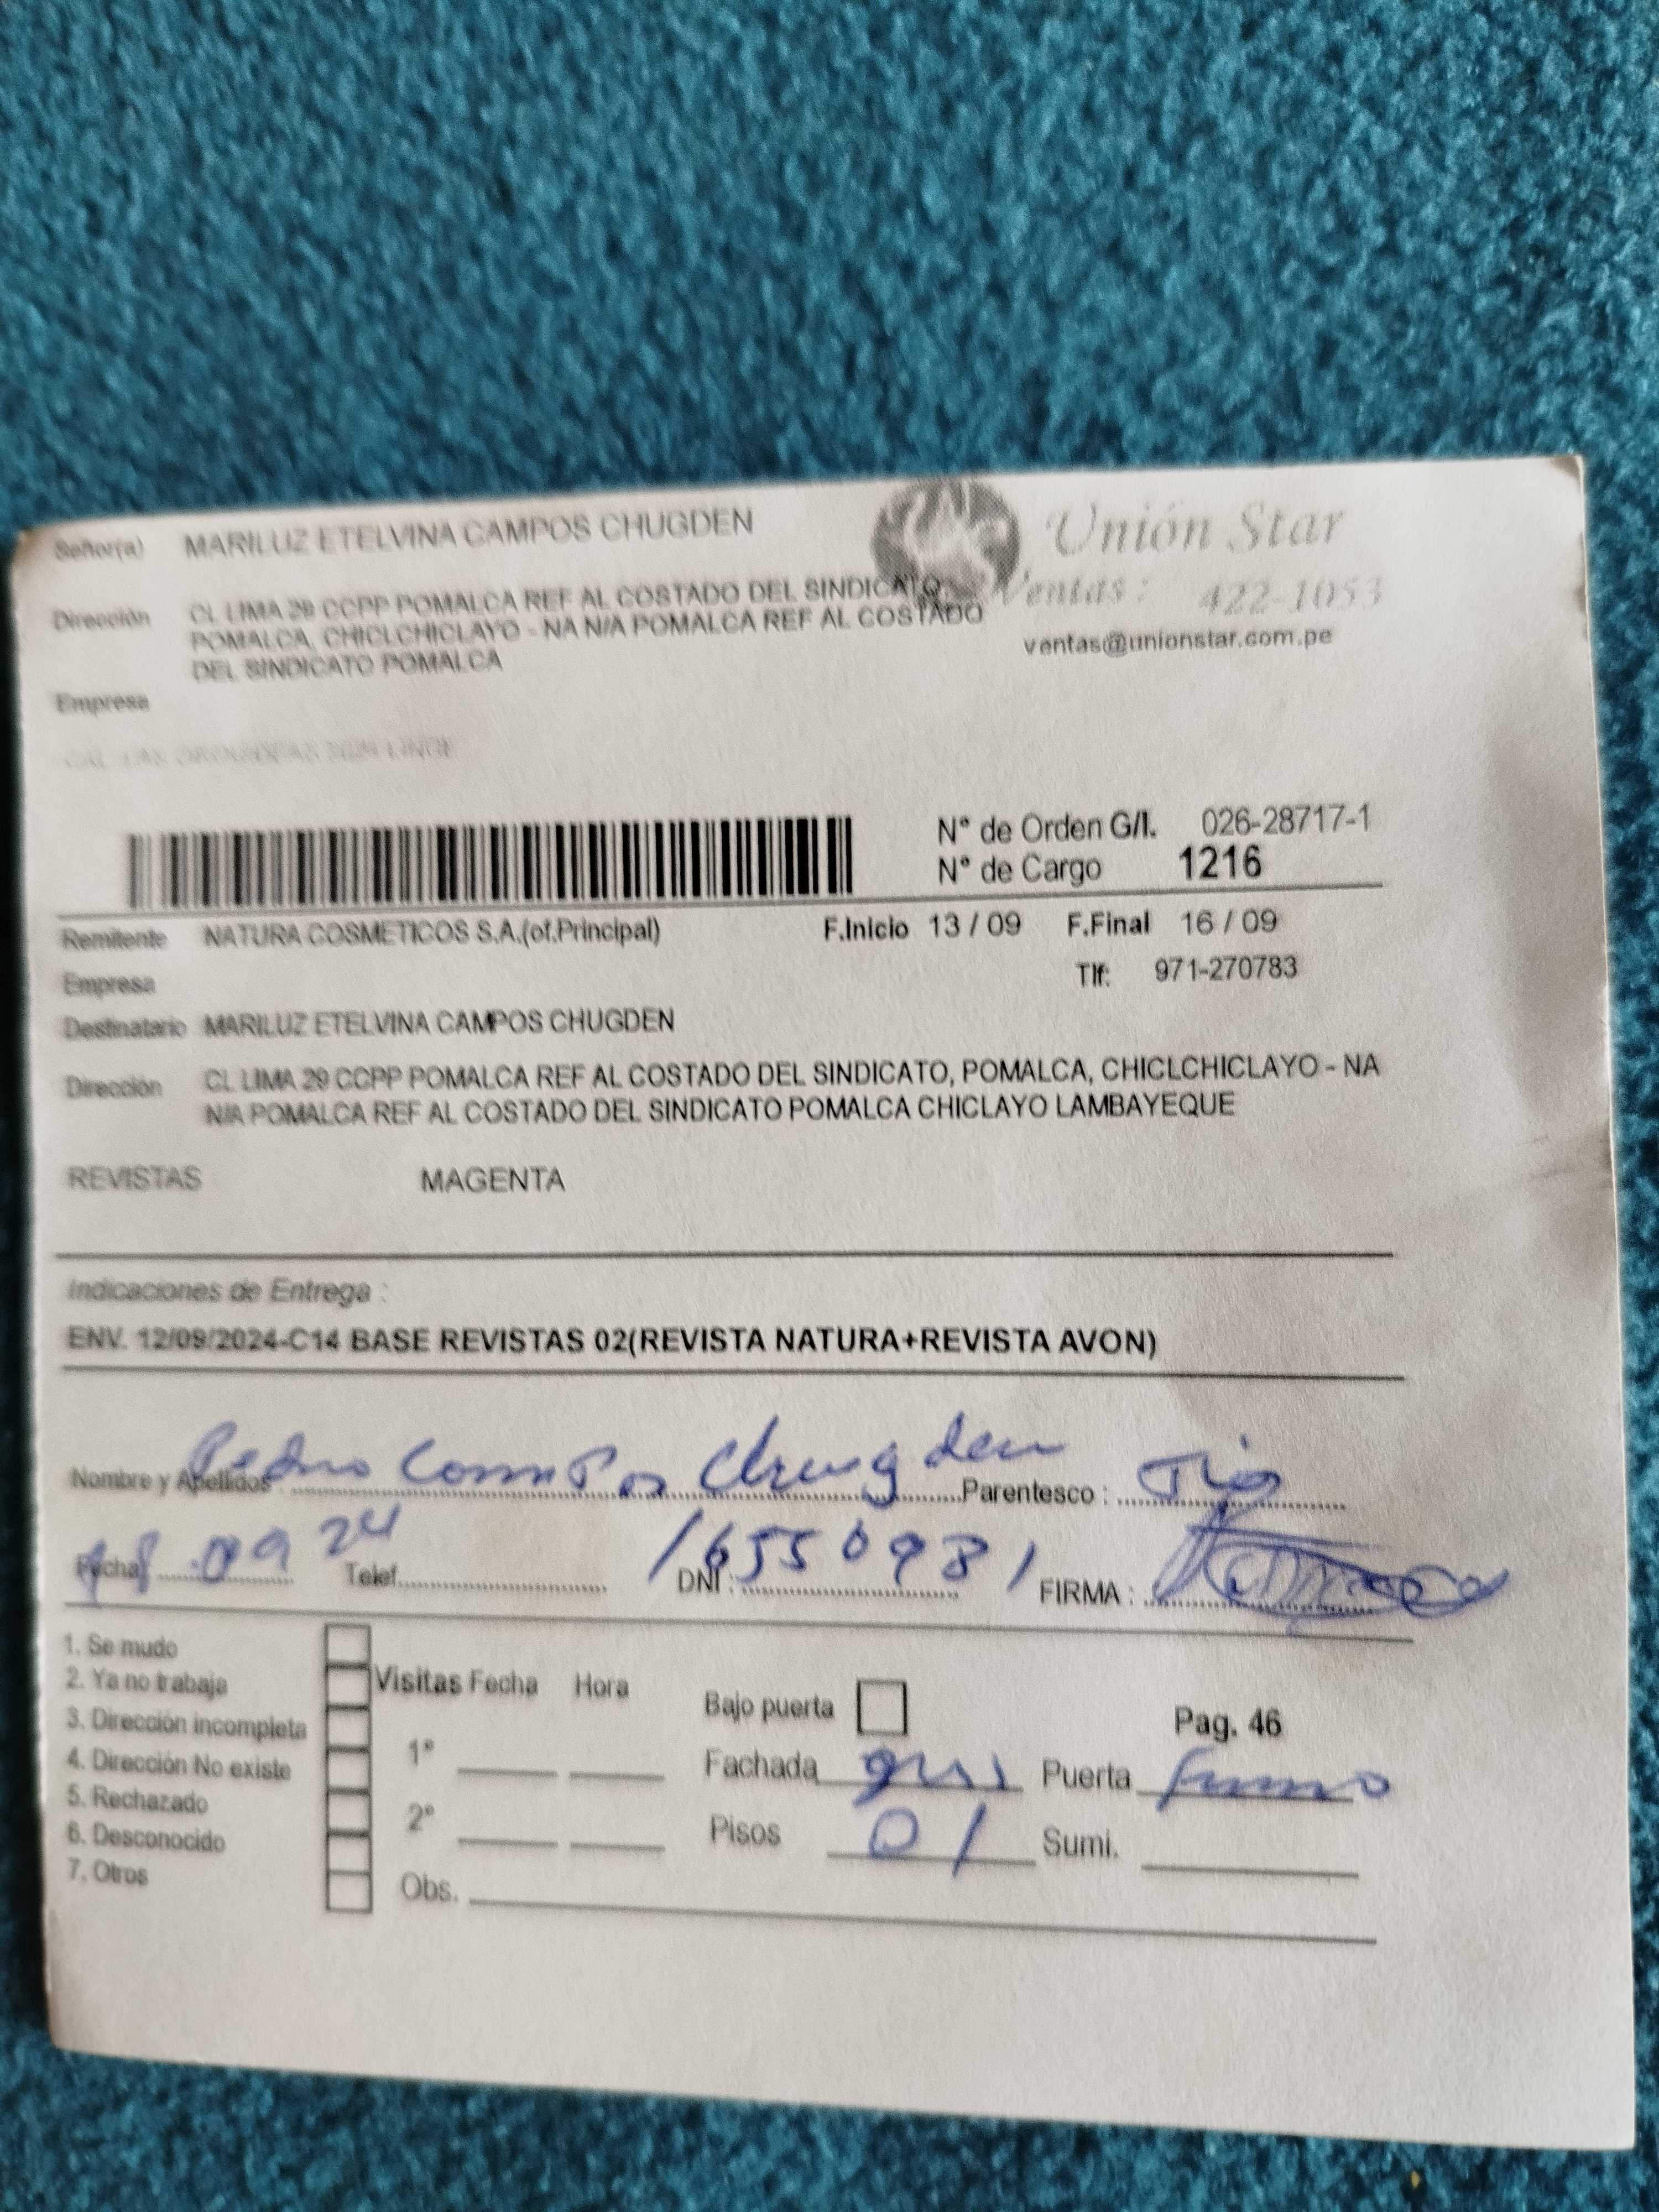 Señor(a) MARILUZ ETELVINA CAMPOS CHUGDEN
Unión Star
Dirección CL LIMA 29 CCPP POMALCA REF AL COSTADO DEL SINDICATO
POMALCA, CHICLCHICLAYO - NA N/A POMALCA REF AL COSTADO
DEL SINDICATO POMALCA
Ventas: 422-1053
ventas@unionstar.com.pe
Empresa
N° de Orden G/I. 026-28717-1
N° de Cargo 1216
Remitente NATURA COSMETICOS S.A.(of.Principal) F.Inicio 13 / 09 F.Final 16 / 09
Empresa Tlf: 971-270783
Destinatario MARILUZ ETELVINA CAMPOS CHUGDEN
Dirección CL LIMA 29 CCPP POMALCA REF AL COSTADO DEL SINDICATO, POMALCA, CHICLCHICLAYO - NA
N/A POMALCA REF AL COSTADO DEL SINDICATO POMALCA CHICLAYO LAMBAYEQUE
REVISTAS MAGENTA
Indicaciones de Entrega :
ENV. 12/09/2024-C14 BASE REVISTAS 02(REVISTA NATURA+REVISTA AVON)
Nombre y Apellidos : Pedro Campos Chugden Parentesco : Tio
Fecha 09 24 Telef. DNI : 16550981 FIRMA :
1. Se mudo
2. Ya no trabaja
3. Dirección incompleta
4. Dirección No existe
5. Rechazado
6. Desconocido
7. Otros
Visitas Fecha Hora
1°
2°
Obs.
Bajo puerta
Pag. 46
Fachada Puerta
Pisos 01 Sumi.